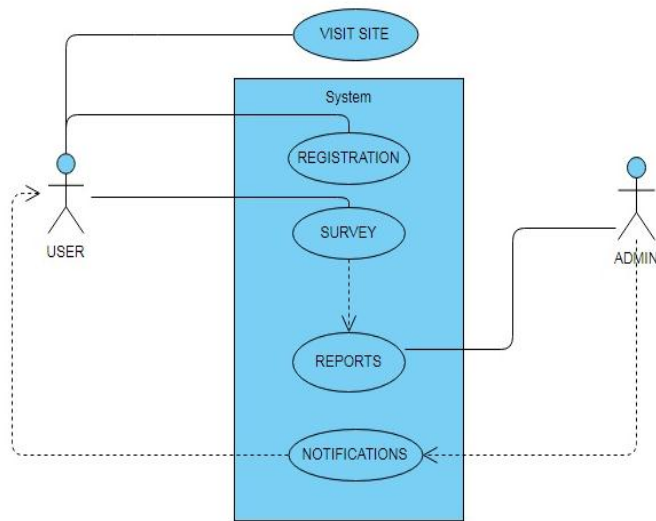 VISIT SITE
System
REGISTRATION
USER
SURVEY
ADMIN
REPORTS
NOTIFICATIONS